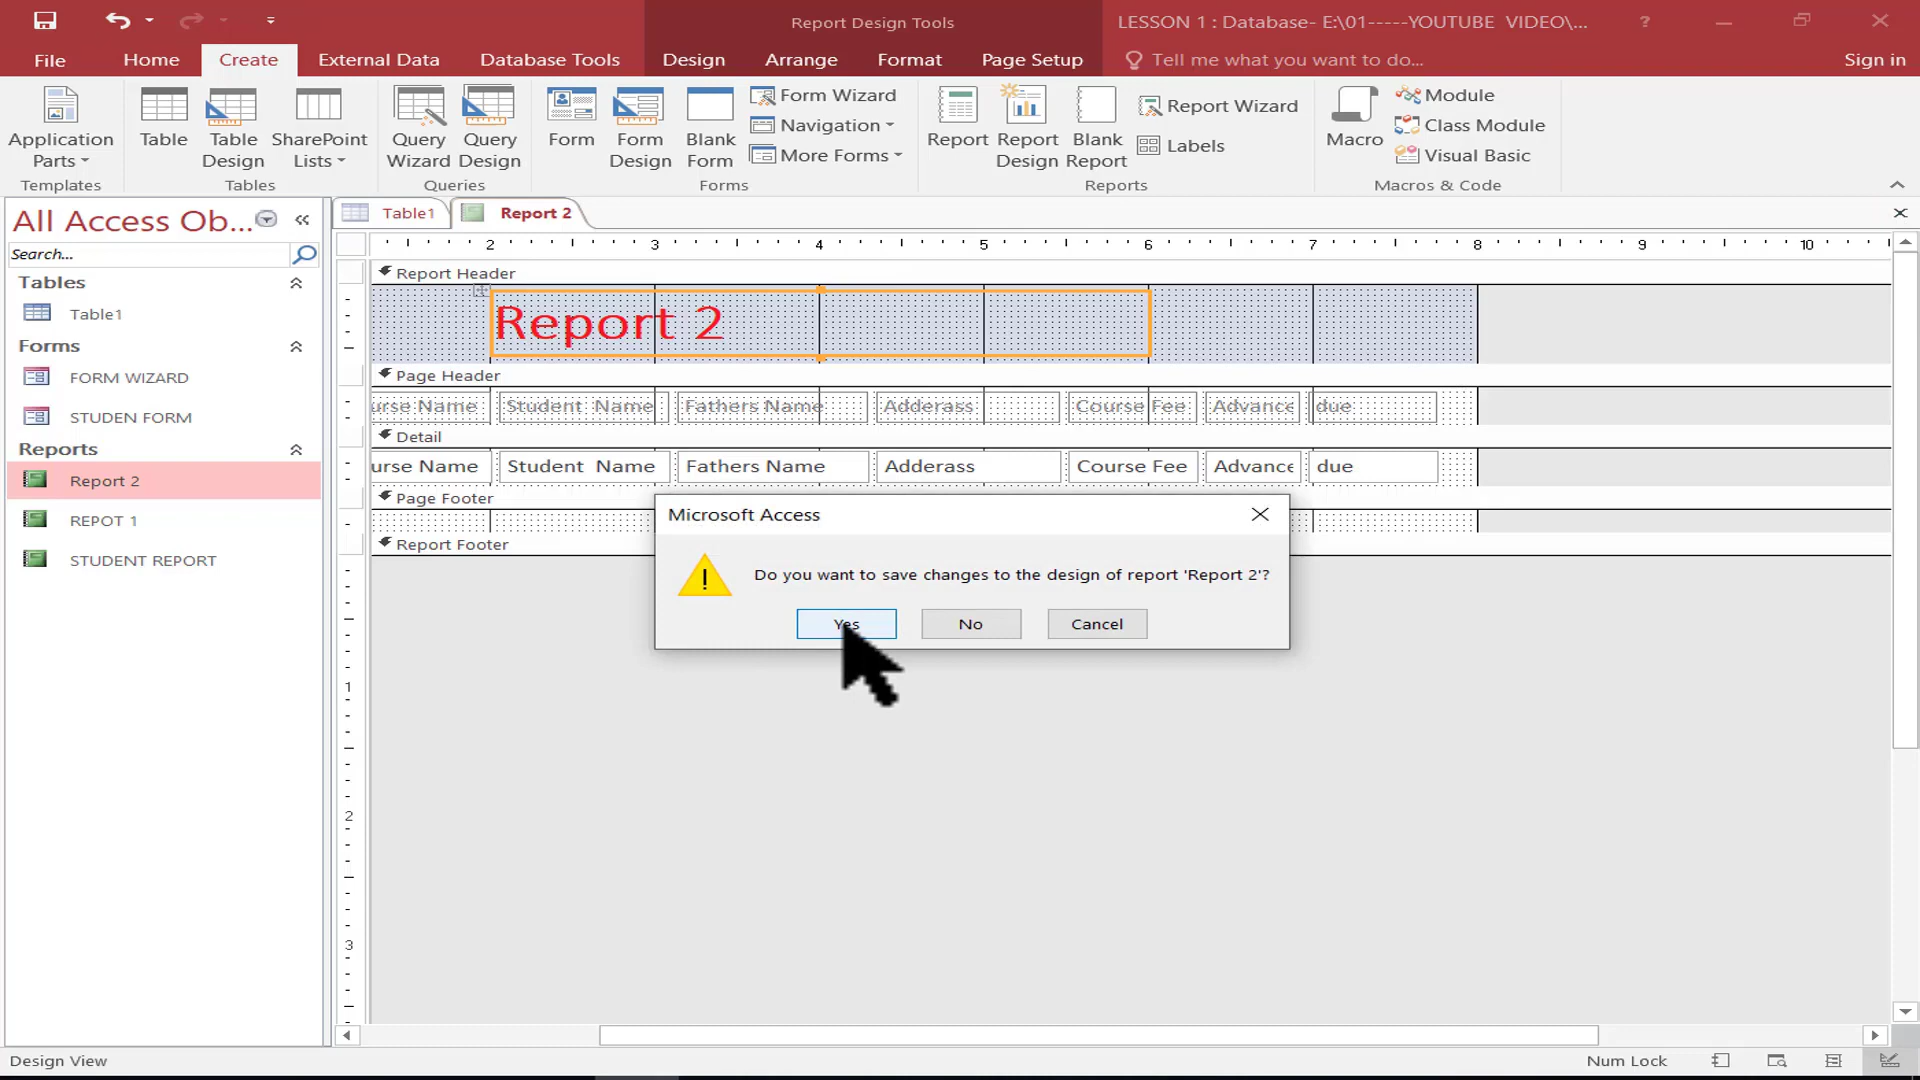 Report Design Tools
LESSON 1 : Database- E:\01-----YOUTUBE VIDEO\...
?
File
Home
Create
External Data
Database Tools
Design
Arrange
Format
Page Setup
Tell me what you want to do...
Sign in
Application Parts
Table
Table Design
SharePoint Lists
Query Wizard
Query Design
Form
Form Design
Blank Form
Form Wizard
Navigation
More Forms
Report
Report Design
Blank Report
Report Wizard
Labels
Macro
Module
Class Module
Visual Basic
Templates
Tables
Queries
Forms
Reports
Macros & Code
All Access Ob...
Search...
Tables
Table1
Forms
FORM WIZARD
STUDEN FORM
Reports
Report 2
REPOT 1
STUDENT REPORT
Table1
Report 2
2 3 4 5 6 7 8 9 10
Report Header
Report 2
Page Header
urse Name
Student Name
Fathers Name
Adderass
Course Fee
Advance
due
Detail
urse Name
Student Name
Fathers Name
Adderass
Course Fee
Advance
due
Page Footer
Report Footer
Microsoft Access
Do you want to save changes to the design of report 'Report 2'?
Yes
No
Cancel
1
2
3
Design View
Num Lock